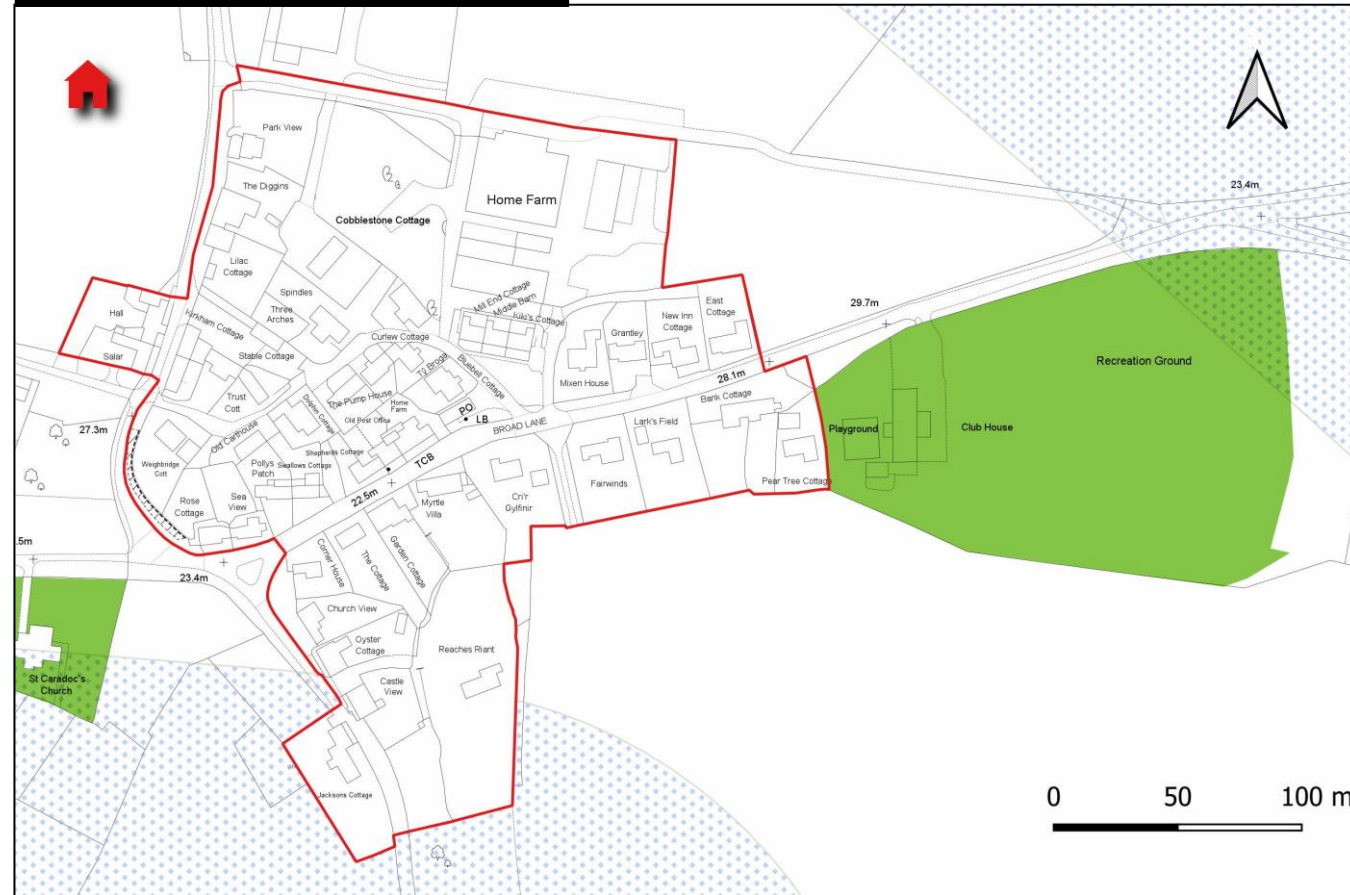 Park View
The Diggins
Home Farm
23.4m
Cobblestone Cottage
Lilac
Cottage
Spindles
Mill End Cottage
Middle Barn
Kiki's Cottage
Hall
Kirkham Cottage
Three
Arches
East
Cottage
29.7m
New Inn
Cottage
Grantley
Salar
Stable Cottage
Curlew Cottage
Bluebell Cottage
Recreation Ground
Mixen House
28.1m
Trust
Cott
Dolphin Cottage
The Pump House
Home
Farm
PO
LB
Bank Cottage
Old Post Office
Lark's Field
27.3m
Old Carthouse
BROAD LANE
Playground
Club House
Shepherds Cottage
TCB
Weighbridge
Cott
Pollys
Patch
Swallows Cottage
Rose
Cottage
Sea
View
22.5m
Myrtle
Villa
Cri'r
Gylfinir
Fairwinds
Pear Tree Cottage
.5m
23.4m
Corner House
The Cottage
Garden Cottage
Church View
Oyster
Cottage
Reaches Riant
St Caradoc's
Church
Castle
View
Jacksons Cottage
0 50 100 m